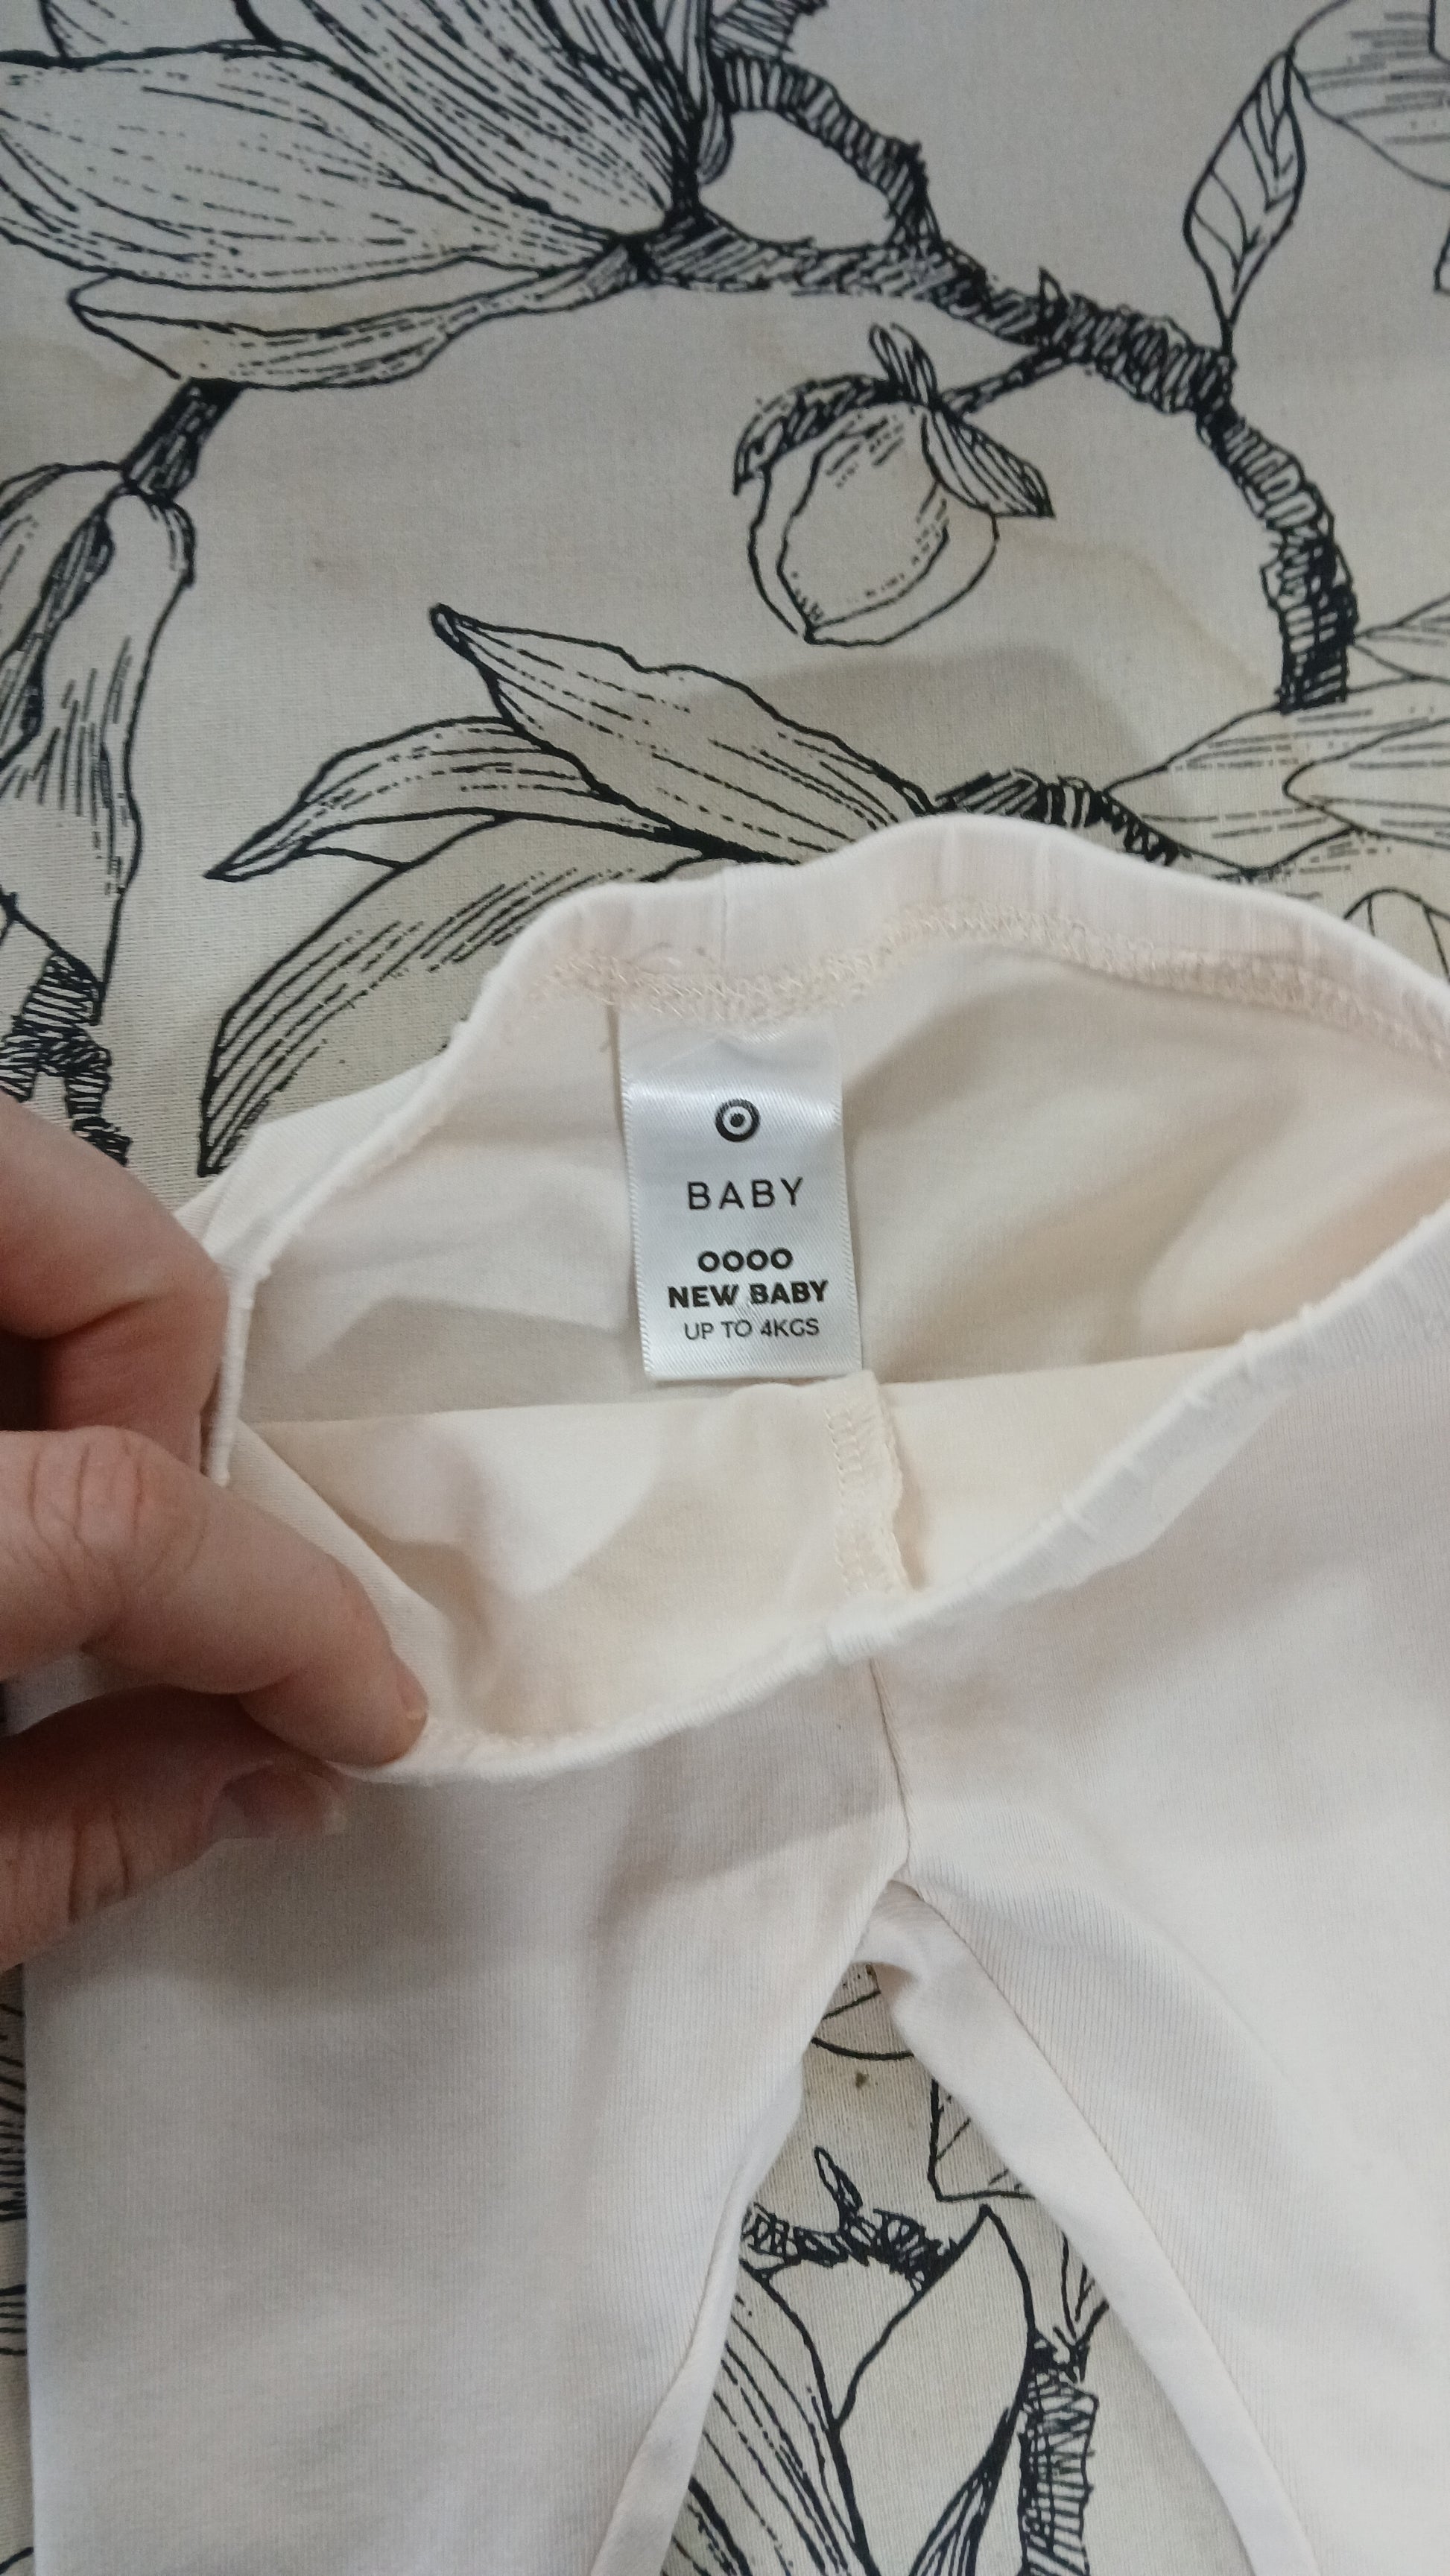 BABY
0000
NEW BABY
UP TO 4KGS